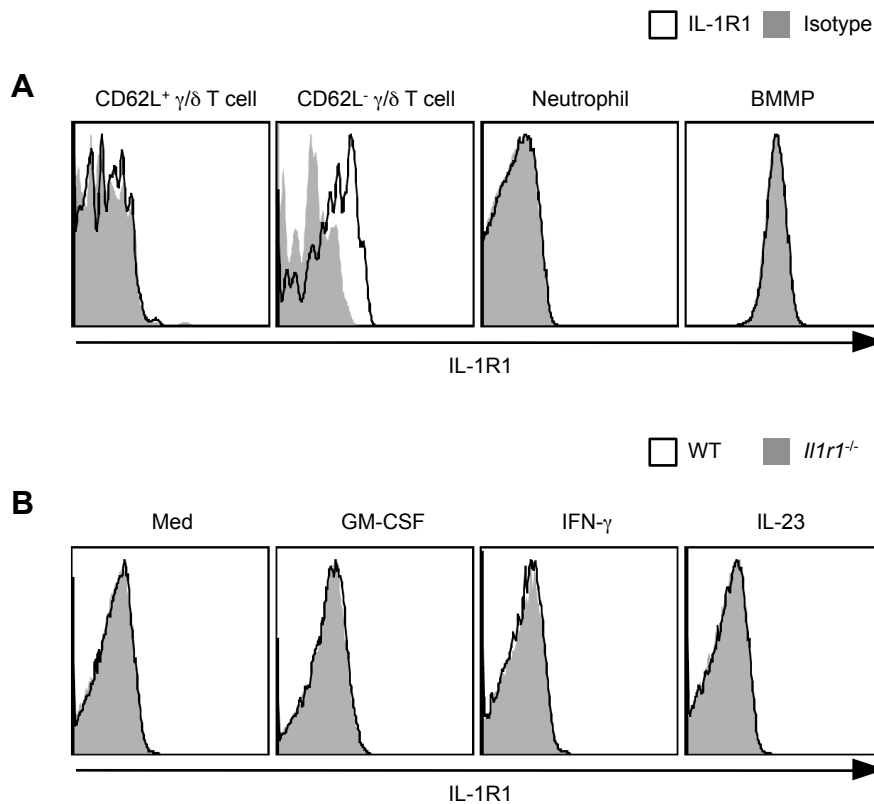 IL-1R1 Isotype
A
CD62L⁺ γ/δ T cell CD62L⁻ γ/δ T cell Neutrophil BMMP
IL-1R1
WT Il1r1⁻/⁻
B
Med GM-CSF IFN-γ IL-23
IL-1R1